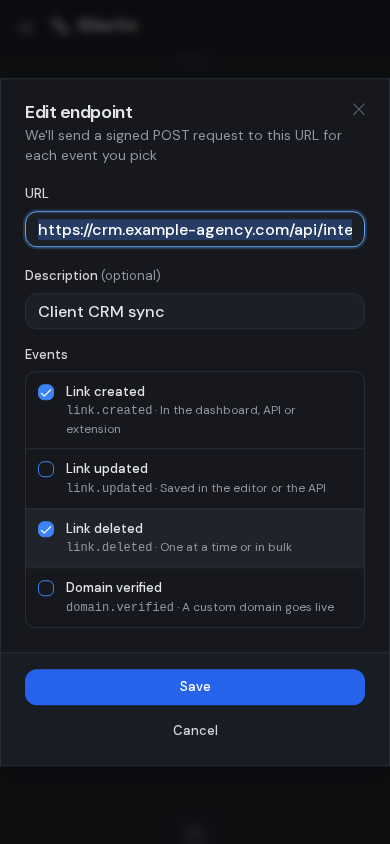 Edit endpoint
We'll send a signed POST request to this URL for
each event you pick
URL
https://crm.example-agency.com/api/inte
Description (optional)
Client CRM sync
Events
Link created
link.created · In the dashboard, API or
extension
Link updated
link.updated · Saved in the editor or the API
Link deleted
link.deleted · One at a time or in bulk
Domain verified
domain.verified · A custom domain goes live
Save
Cancel